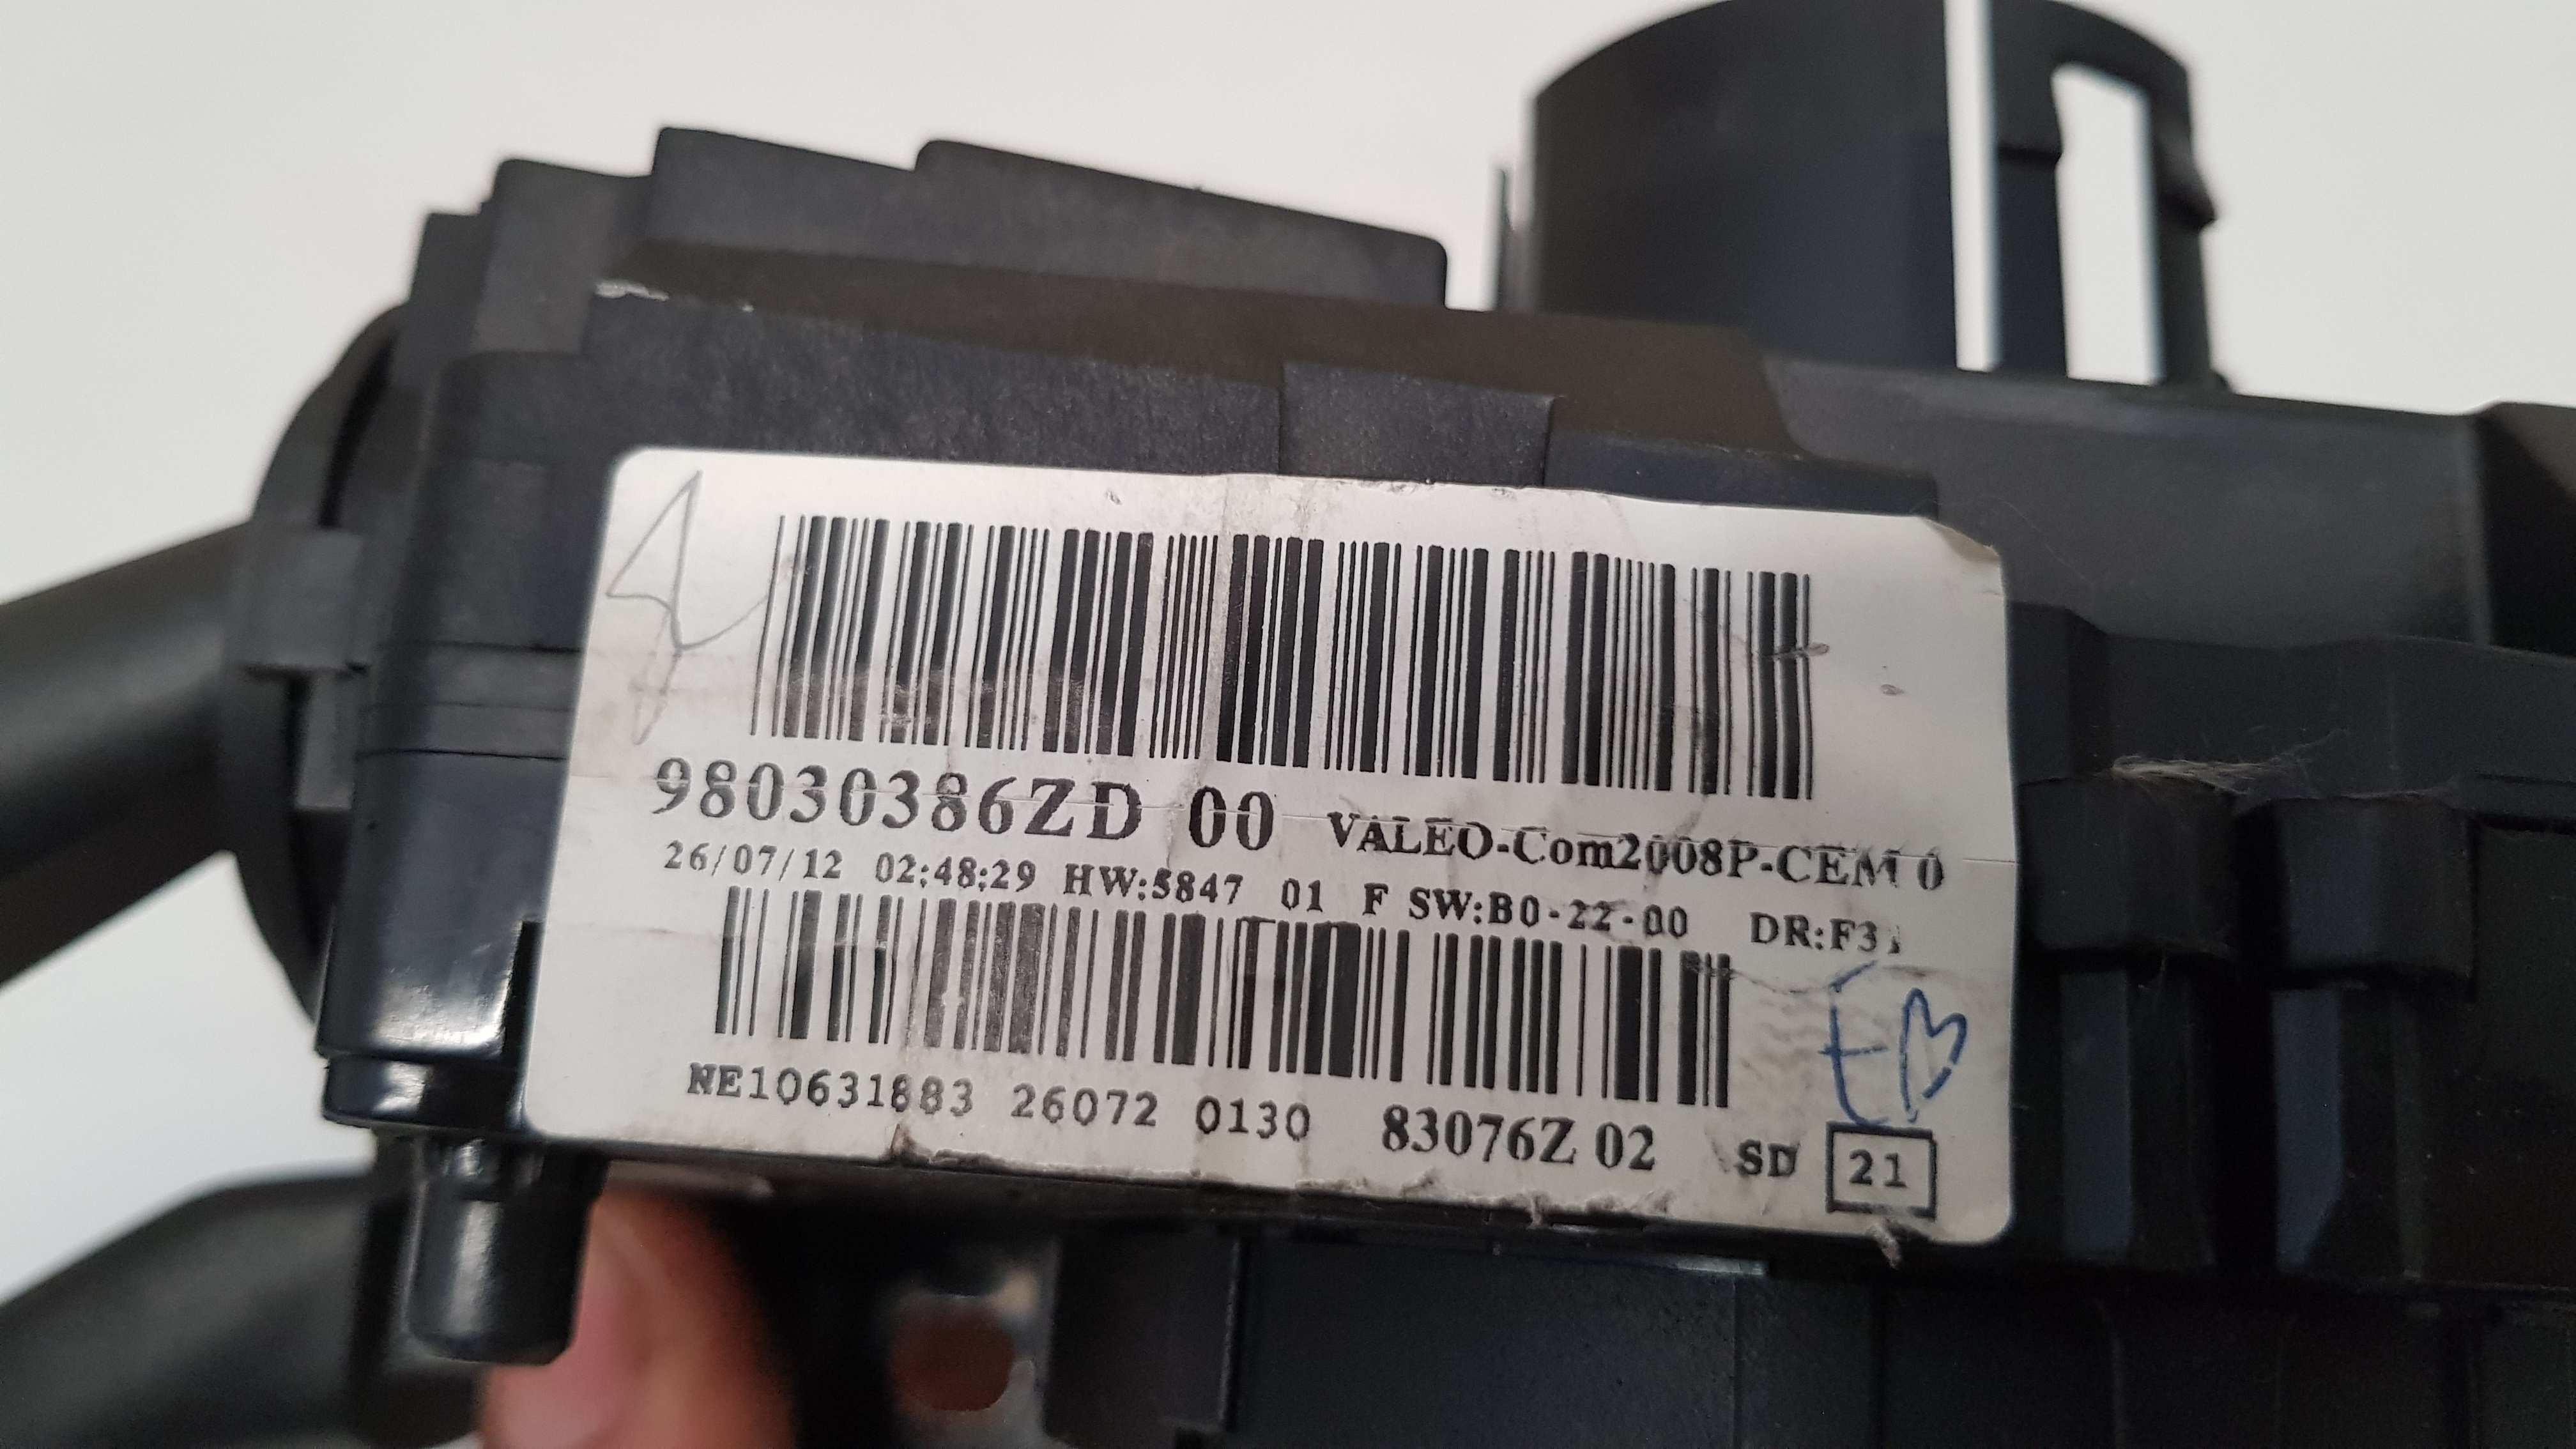 98030386ZD 00 VALEO-Com2008P-CEM 0
26/07/12 02:48:29 HW:5847 01 F SW:B0-22-00 DR:F3
NE10631883 26072 0130 83076Z 02 SD 21